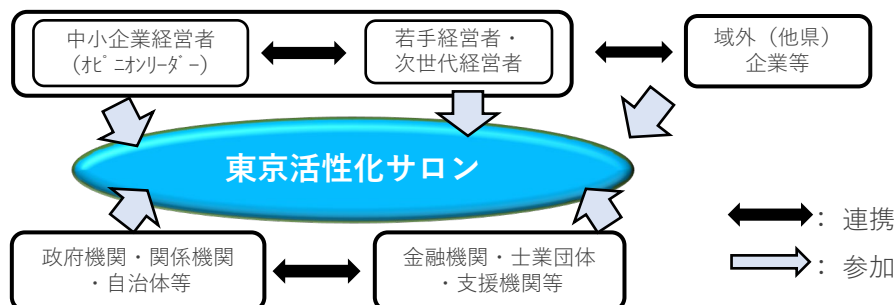 中小企業経営者
(ｵﾋﾟﾆｵﾝﾘｰﾀﾞｰ)
若手経営者・
次世代経営者
域外（他県）
企業等
東京活性化サロン
政府機関・関係機関
・自治体等
金融機関・士業団体
・支援機関等
：連携
：参加